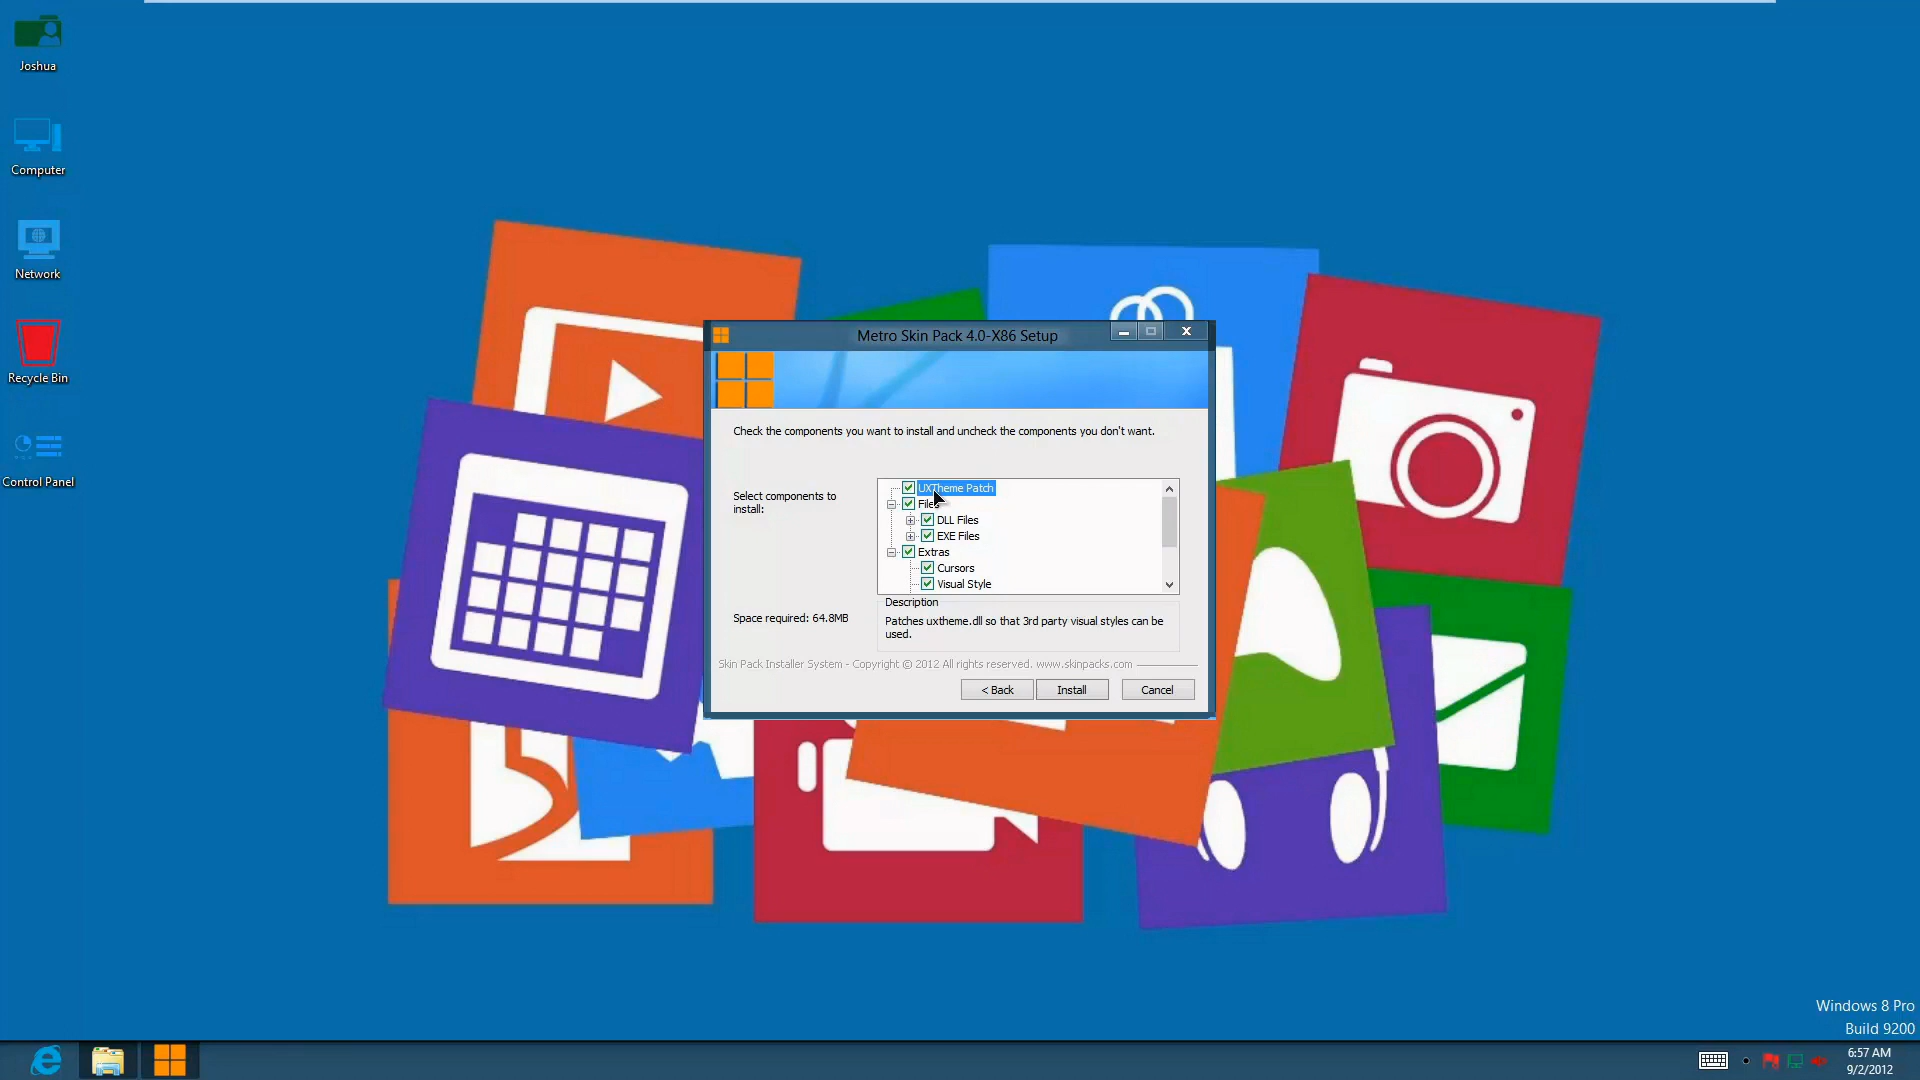 Joshua
Computer
Network
Recycle Bin
Control Panel
Metro Skin Pack 4.0-X86 Setup
Check the components you want to install and uncheck the components you don't want.
Select components to
install:
UXTheme Patch
Files
DLL Files
EXE Files
Extras
Cursors
Visual Style
Space required: 64.8MB
Description
Patches uxtheme.dll so that 3rd party visual styles can be
used.
Skin Pack Installer System - Copyright © 2012 All rights reserved. www.skinpacks.com
< Back
Install
Cancel
Windows 8 Pro
Build 9200
6:57 AM
9/2/2012